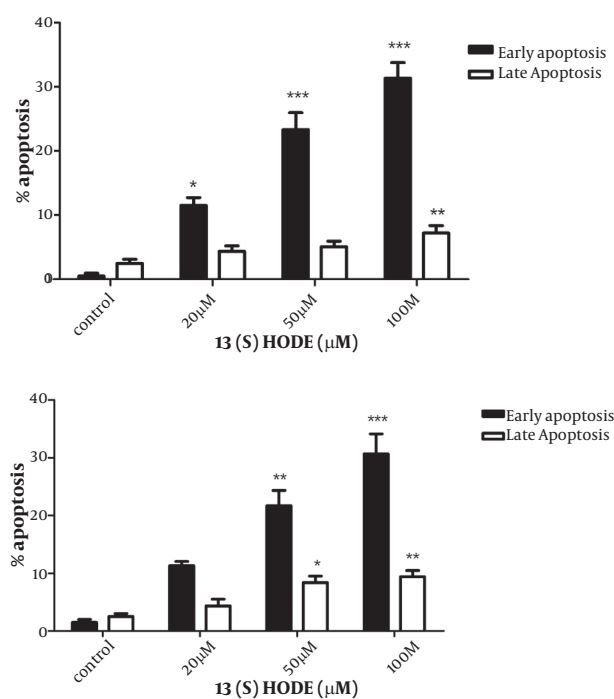 40
30
20
10
0
% apoptosis
***
***
*
**
Early apoptosis
Late Apoptosis
control
20µM
50µM
100M
13 (S) HODE (µM)
40
30
20
10
0
% apoptosis
***
**
*
**
Early apoptosis
Late Apoptosis
control
20µM
50µM
100M
13 (S) HODE (µM)